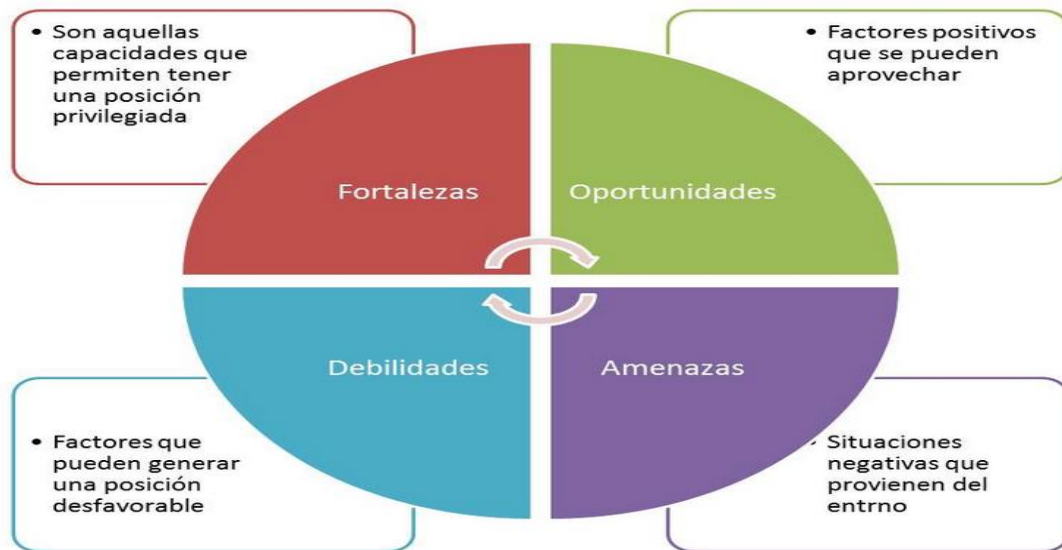 • Son aquellas
capacidades que
permiten tener
una posición
privilegiada
• Factores positivos
que se pueden
aprovechar
Fortalezas
Oportunidades
Debilidades
Amenazas
• Factores que
pueden generar
una posición
desfavorable
• Situaciones
negativas que
provienen del
entrno